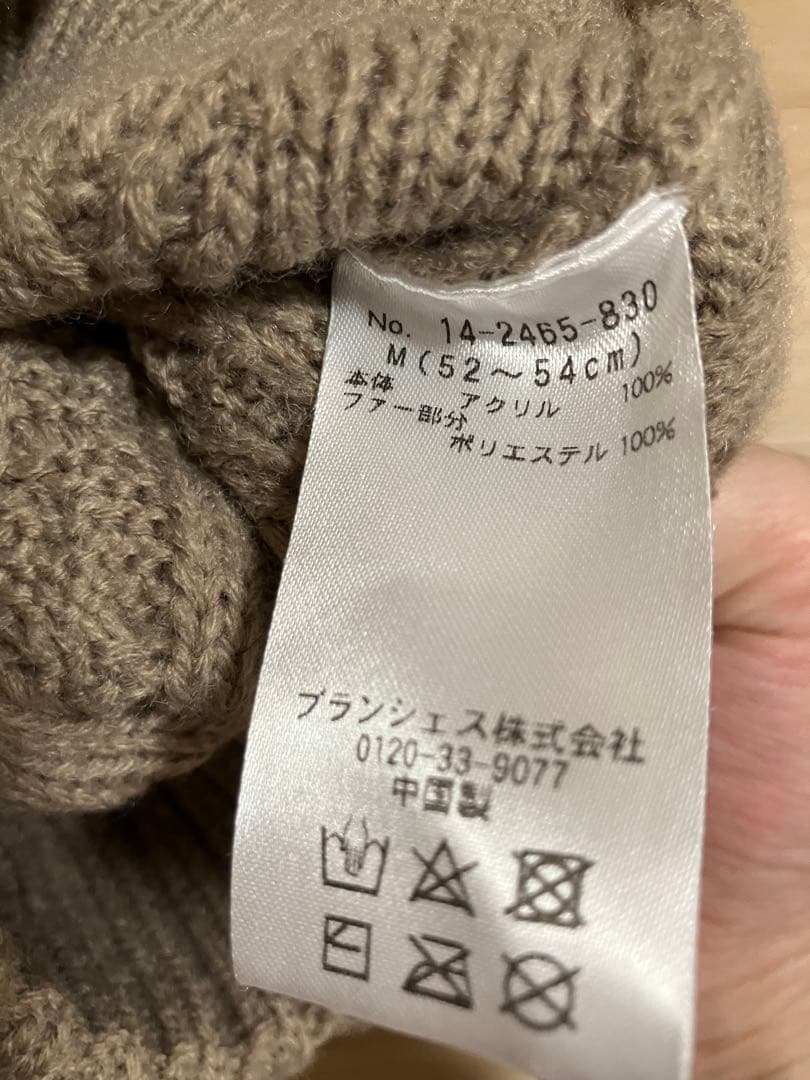 No. 14-2465-830
M(52～54cm)
本体 アクリル 100%
ファー部分
ポリエステル 100%
ブランシェス株式会社
0120-33-9077
中国製